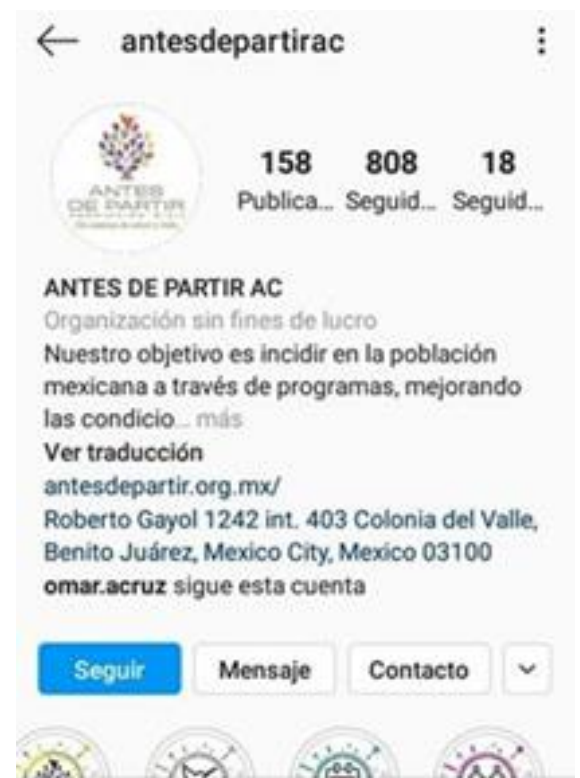 antesdepartirac
158 808 18
Publica... Seguid... Seguid...
ANTES
DE PARTIR
ANTES DE PARTIR AC
Organización sin fines de lucro
Nuestro objetivo es incidir en la población
mexicana a través de programas, mejorando
las condicio... más
Ver traducción
antesdepartir.org.mx/
Roberto Gayol 1242 int. 403 Colonia del Valle,
Benito Juárez, Mexico City, Mexico 03100
omar.acruz sigue esta cuenta
Seguir Mensaje Contacto